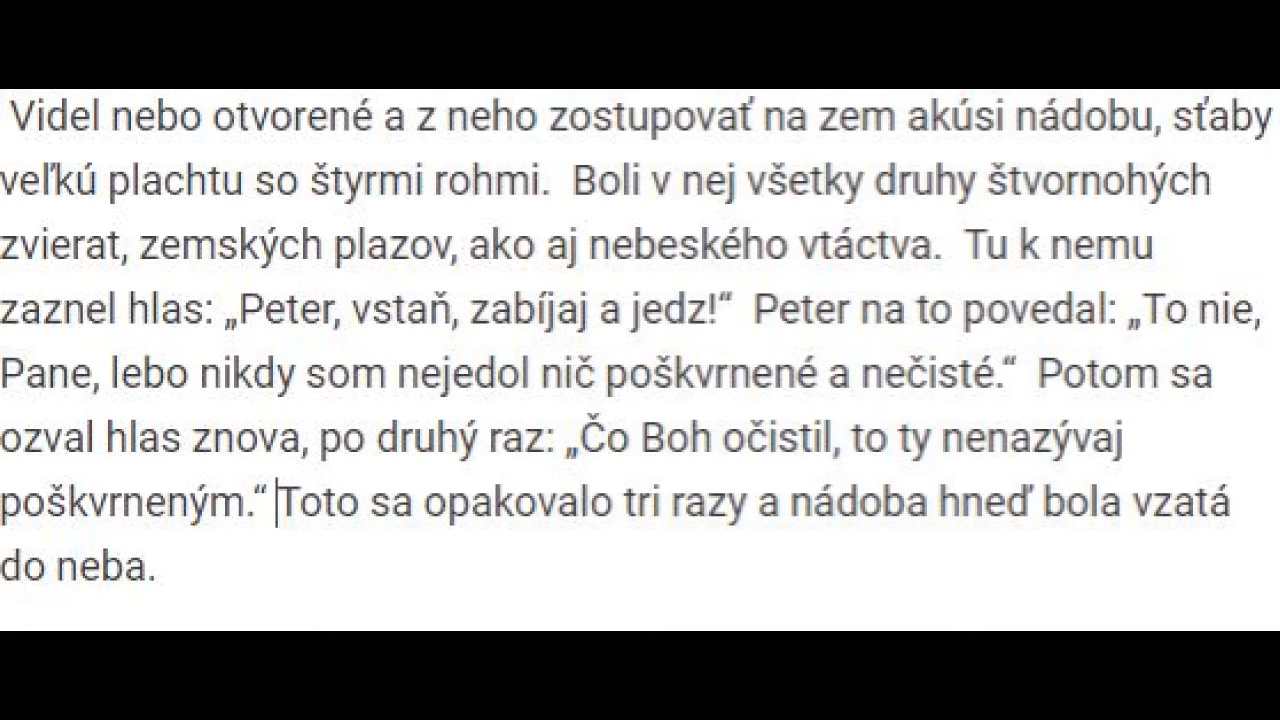 Videl nebo otvorené a z neho zostupovať na zem akúsi nádobu, sťaby
veľkú plachtu so štyrmi rohmi. Boli v nej všetky druhy štvornohých
zvierat, zemských plazov, ako aj nebeského vtáctva. Tu k nemu
zaznel hlas: „Peter, vstaň, zabíjaj a jedz!“ Peter na to povedal: „To nie,
Pane, lebo nikdy som nejedol nič poškvrnené a nečisté.“ Potom sa
ozval hlas znova, po druhý raz: „Čo Boh očistil, to ty nenazývaj
poškvrneným.“ Toto sa opakovalo tri razy a nádoba hneď bola vzatá
do neba.